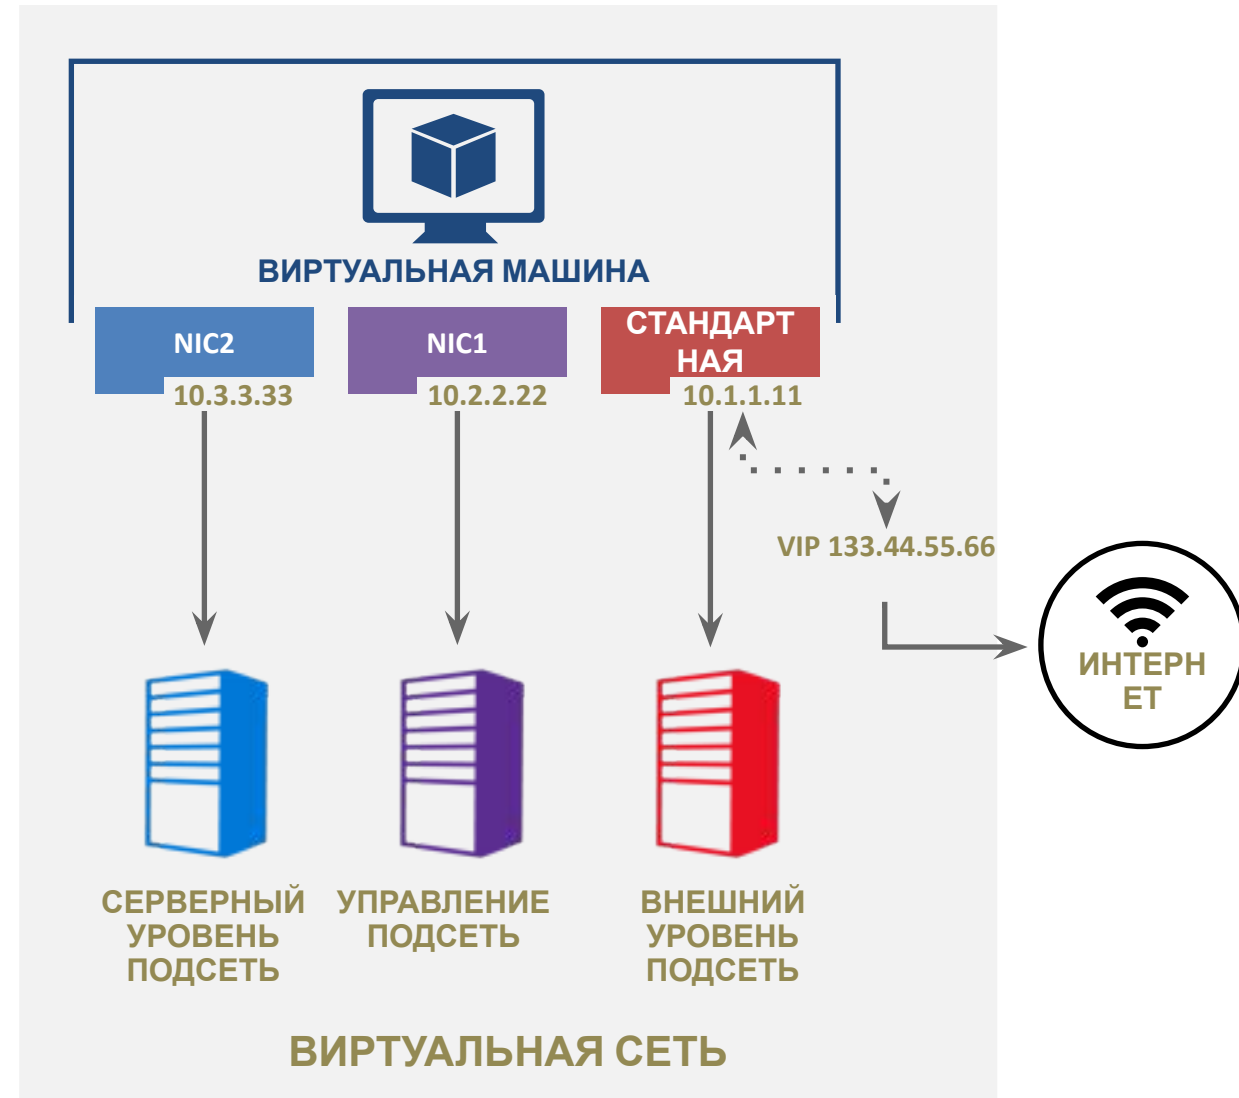 ВИРТУАЛЬНАЯ МАШИНА
NIC2
NIC1
СТАНДАРТ
НАЯ
10.3.3.33
10.2.2.22
10.1.1.11
VIP 133.44.55.66
ИНТЕРН
ЕТ
СЕРВЕРНЫЙ
УРОВЕНЬ
ПОДСЕТЬ
УПРАВЛЕНИЕ
ПОДСЕТЬ
ВНЕШНИЙ
УРОВЕНЬ
ПОДСЕТЬ
ВИРТУАЛЬНАЯ СЕТЬ